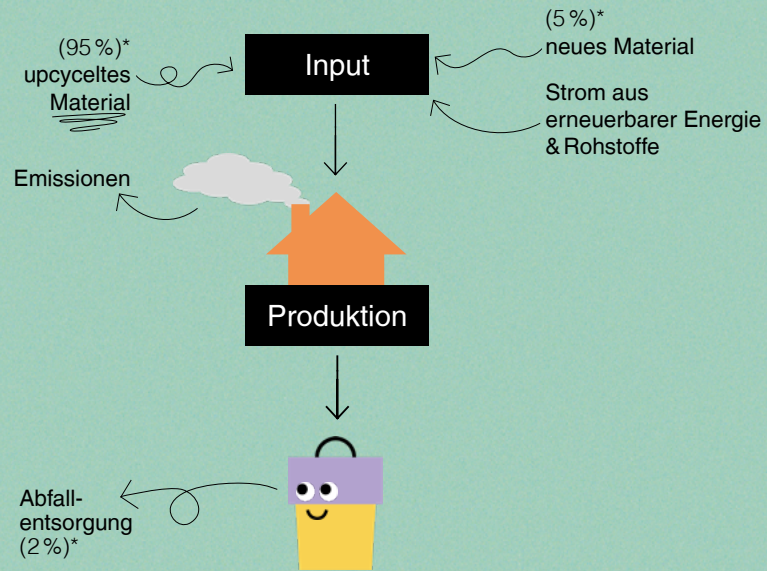 (95 %)*
upcyceltes
Material
Input
(5 %)*
neues Material
Strom aus
erneuerbarer Energie
& Rohstoffe
Emissionen
Produktion
Abfall-
entsorgung
(2 %)*